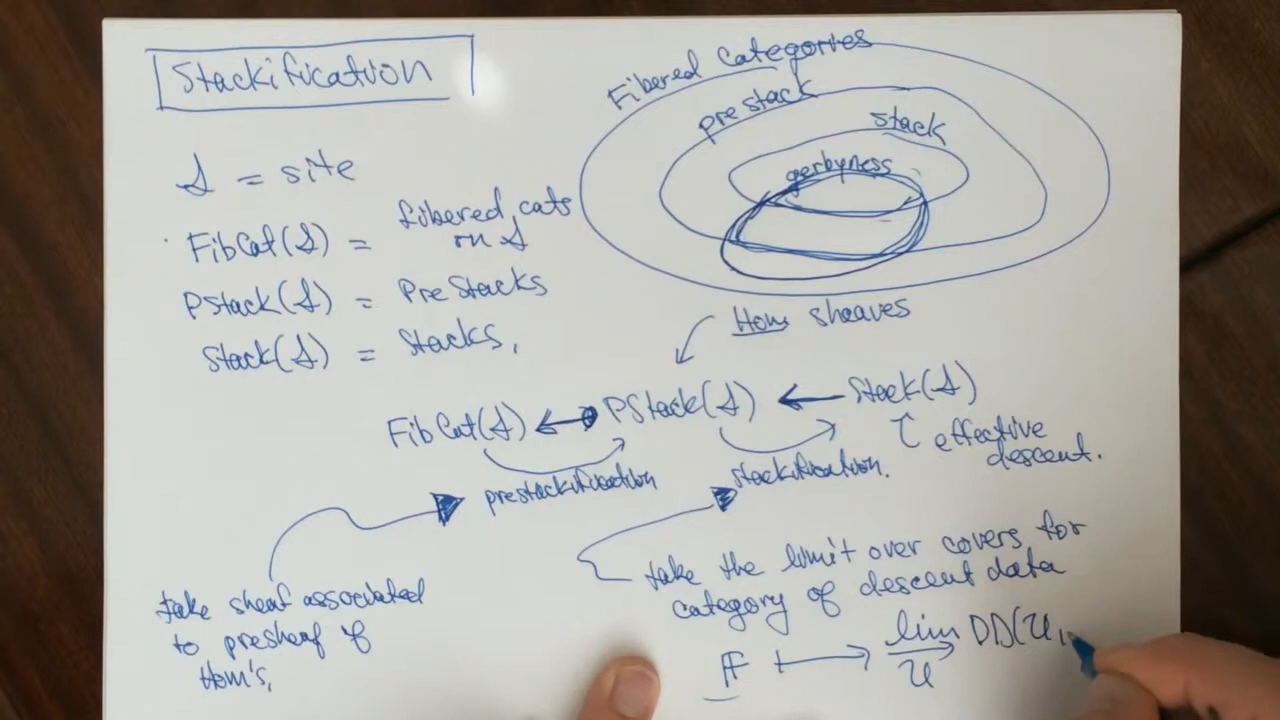 Stackification
S = site
FibCat(S) = fibered cats on S
PStack(S) = PreStacks
Stack(S) = Stacks,
Fibered Categories
prestack
stack
gerbyness
Hom sheaves
FibCat(S) ← PStack(S) ← Stack(S)
prestackification
stackification.
effective
descent.
take sheaf associated
to presheaf of
Hom's,
take the limit over covers for
category of descent data
F ↦ lim DD(U,
U